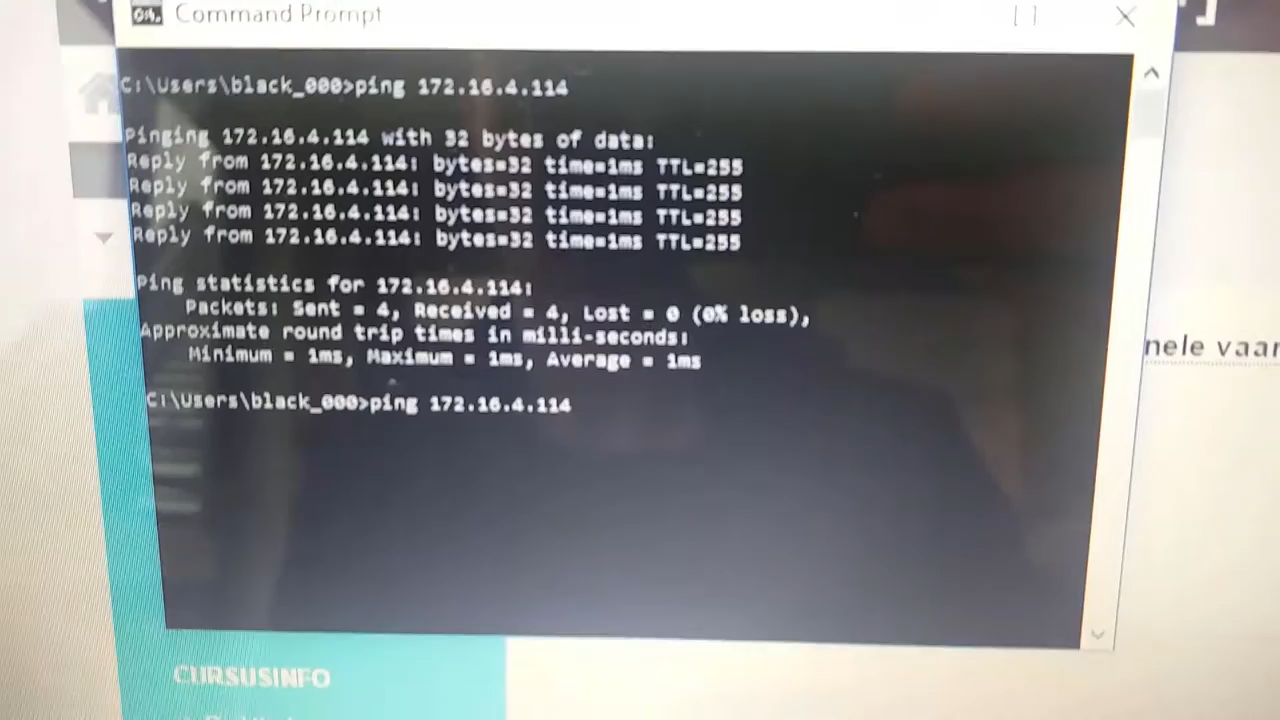 Command Prompt
C:\Users\black_000>ping 172.16.4.114
Pinging 172.16.4.114 with 32 bytes of data:
Reply from 172.16.4.114: bytes=32 time=1ms TTL=255
Reply from 172.16.4.114: bytes=32 time=1ms TTL=255
Reply from 172.16.4.114: bytes=32 time=1ms TTL=255
Reply from 172.16.4.114: bytes=32 time=1ms TTL=255
Ping statistics for 172.16.4.114:
Packets: Sent = 4, Received = 4, Lost = 0 (0% loss),
Approximate round trip times in milli-seconds:
Minimum = 1ms, Maximum = 1ms, Average = 1ms
C:\Users\black_000>ping 172.16.4.114
nele vaar
CURSUSINFO